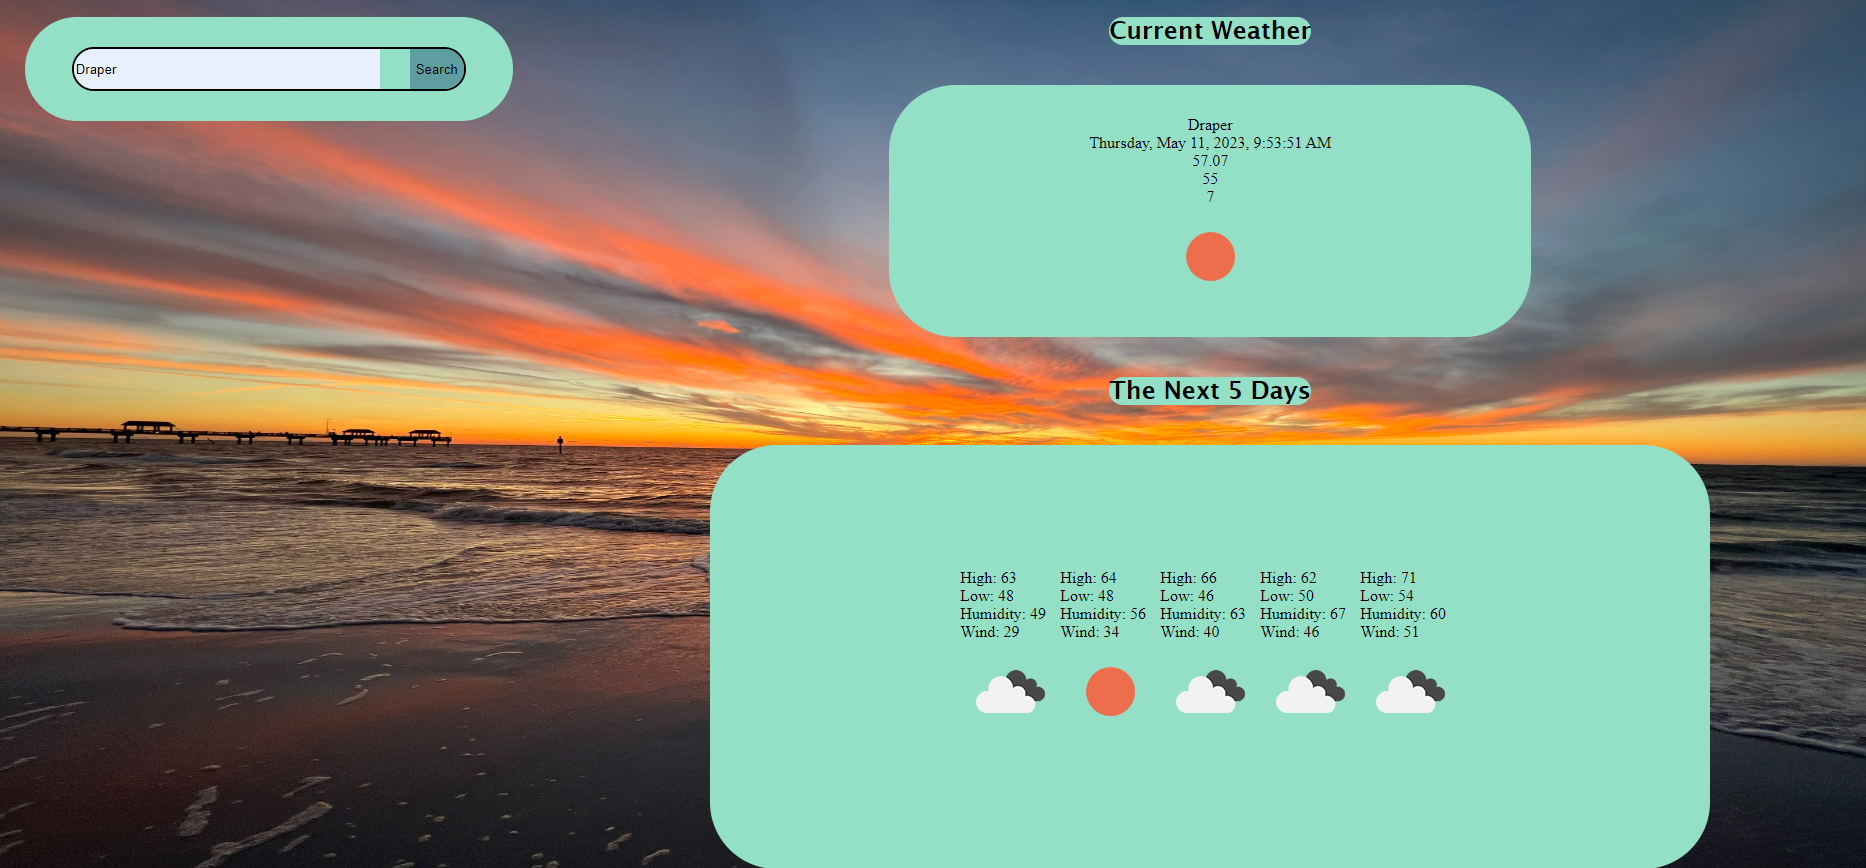 Draper
Search
Current Weather
Draper
Thursday, May 11, 2023, 9:53:51 AM
57.07
55
7
The Next 5 Days
High: 63
Low: 48
Humidity: 49
Wind: 29
High: 64
Low: 48
Humidity: 56
Wind: 34
High: 66
Low: 46
Humidity: 63
Wind: 40
High: 62
Low: 50
Humidity: 67
Wind: 46
High: 71
Low: 54
Humidity: 60
Wind: 51